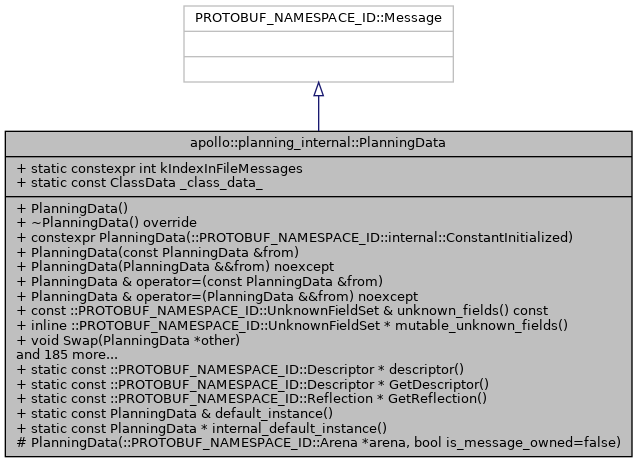 PROTOBUF_NAMESPACE_ID::Message
apollo::planning_internal::PlanningData
+ static constexpr int kIndexInFileMessages
+ static const ClassData _class_data_
+ PlanningData()
+ ~PlanningData() override
+ constexpr PlanningData(::PROTOBUF_NAMESPACE_ID::internal::ConstantInitialized)
+ PlanningData(const PlanningData &from)
+ PlanningData(PlanningData &&from) noexcept
+ PlanningData & operator=(const PlanningData &from)
+ PlanningData & operator=(PlanningData &&from) noexcept
+ const ::PROTOBUF_NAMESPACE_ID::UnknownFieldSet & unknown_fields() const
+ inline ::PROTOBUF_NAMESPACE_ID::UnknownFieldSet * mutable_unknown_fields()
+ void Swap(PlanningData *other)
and 185 more...
+ static const ::PROTOBUF_NAMESPACE_ID::Descriptor * descriptor()
+ static const ::PROTOBUF_NAMESPACE_ID::Descriptor * GetDescriptor()
+ static const ::PROTOBUF_NAMESPACE_ID::Reflection * GetReflection()
+ static const PlanningData & default_instance()
+ static const PlanningData * internal_default_instance()
# PlanningData(::PROTOBUF_NAMESPACE_ID::Arena *arena, bool is_message_owned=false)